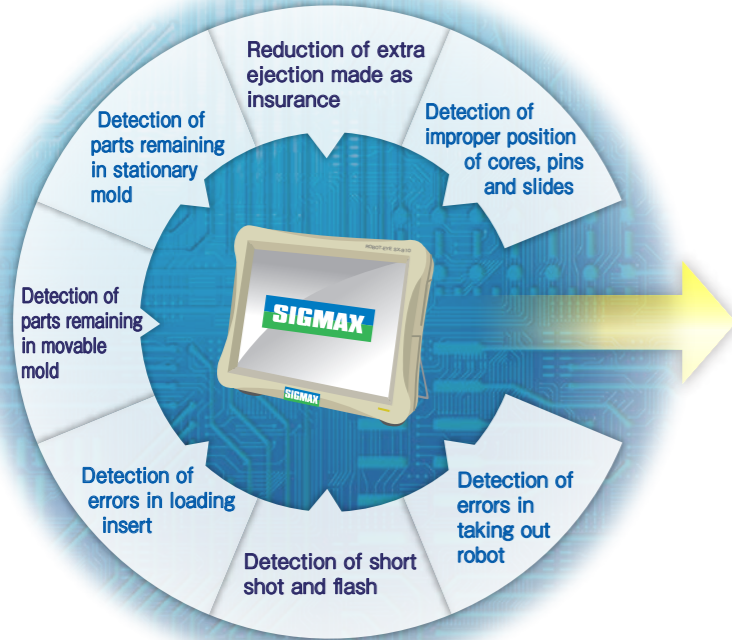 Reduction of extra
ejection made as
insurance
Detection of
improper position
of cores, pins
and slides
Detection of
parts remaining
in stationary
mold
Detection of
parts remaining
in movable
mold
SIGMAX
SIGMAX
Detection of
errors in loading
insert
Detection of short
shot and flash
Detection of
errors in
taking out
robot